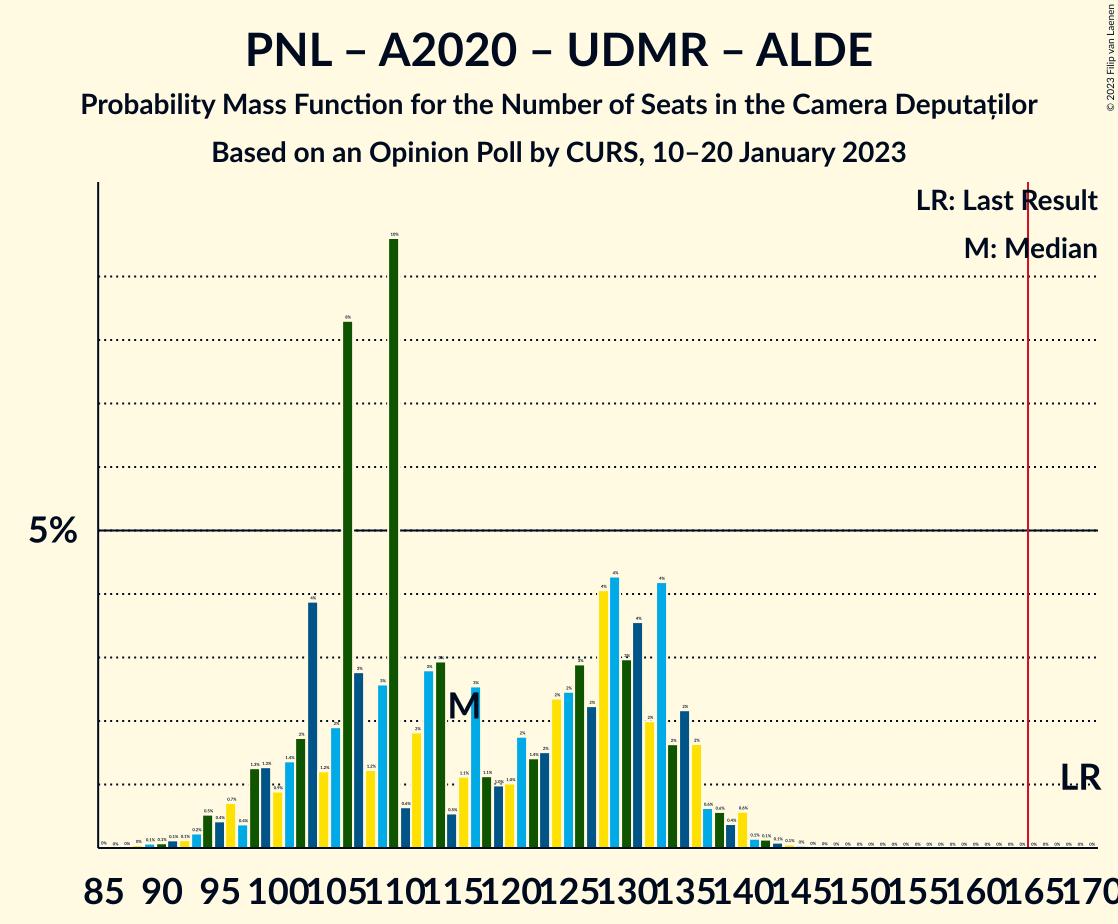 PNL – A2020 – UDMR – ALDE
Probability Mass Function for the Number of Seats in the Camera Deputaților
Based on an Opinion Poll by CURS, 10–20 January 2023
© 2023 Filip van Laenen
LR: Last Result
M: Median
5%
M
LR
85 90 95 100 105 110 115 120 125 130 135 140 145 150 155 160 165 170